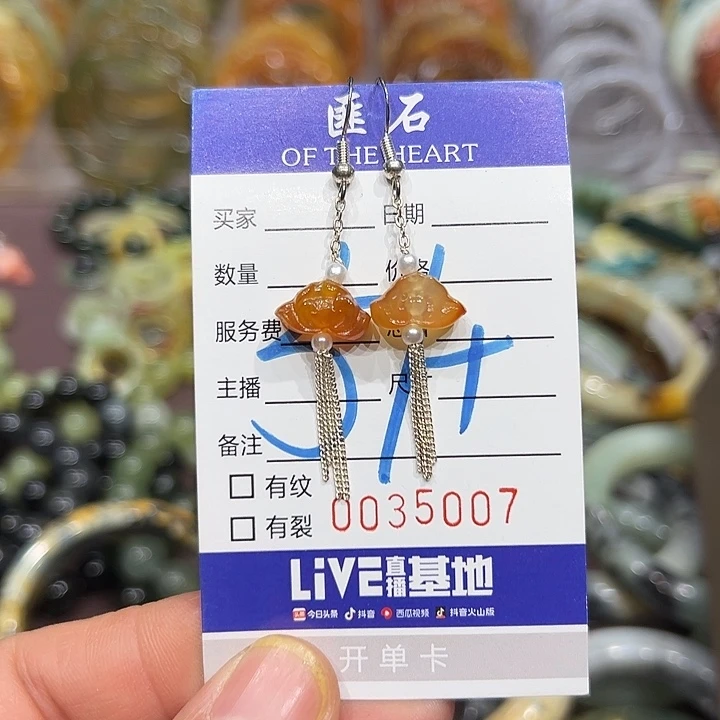 匪石
OF THE HEART
买家 日期
数量 价格
服务费
主播 尺寸
备注
有纹
有裂 0035007
LiVE直播基地
今日头条 抖音 西瓜视频 抖音火山版
开单卡